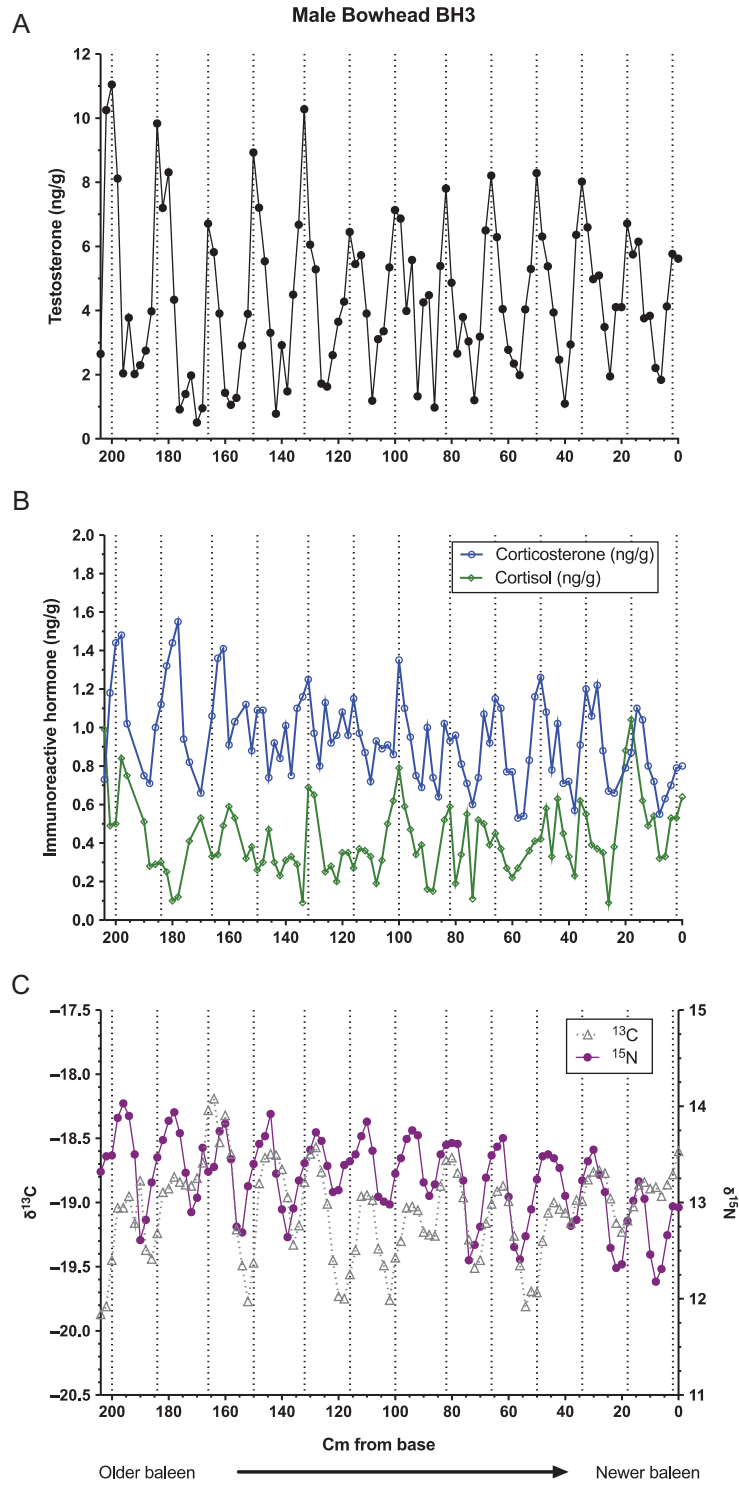 Male Bowhead BH3
A
Testosterone (ng/g)
12
10
8
6
4
2
0
200 180 160 140 120 100 80 60 40 20 0
B
Immunoreactive hormone (ng/g)
2.0
1.8
1.6
1.4
1.2
1.0
0.8
0.6
0.4
0.2
0.0
Corticosterone (ng/g)
Cortisol (ng/g)
200 180 160 140 120 100 80 60 40 20 0
C
δ13C
–17.5
–18.0
–18.5
–19.0
–19.5
–20.0
–20.5
13C
15N
15
14
13
12
11
δ15N
200 180 160 140 120 100 80 60 40 20 0
Cm from base
Older baleen Newer baleen